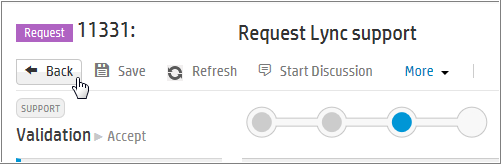 Request 11331: Request Lync support
Back Save Refresh Start Discussion More
SUPPORT
Validation Accept